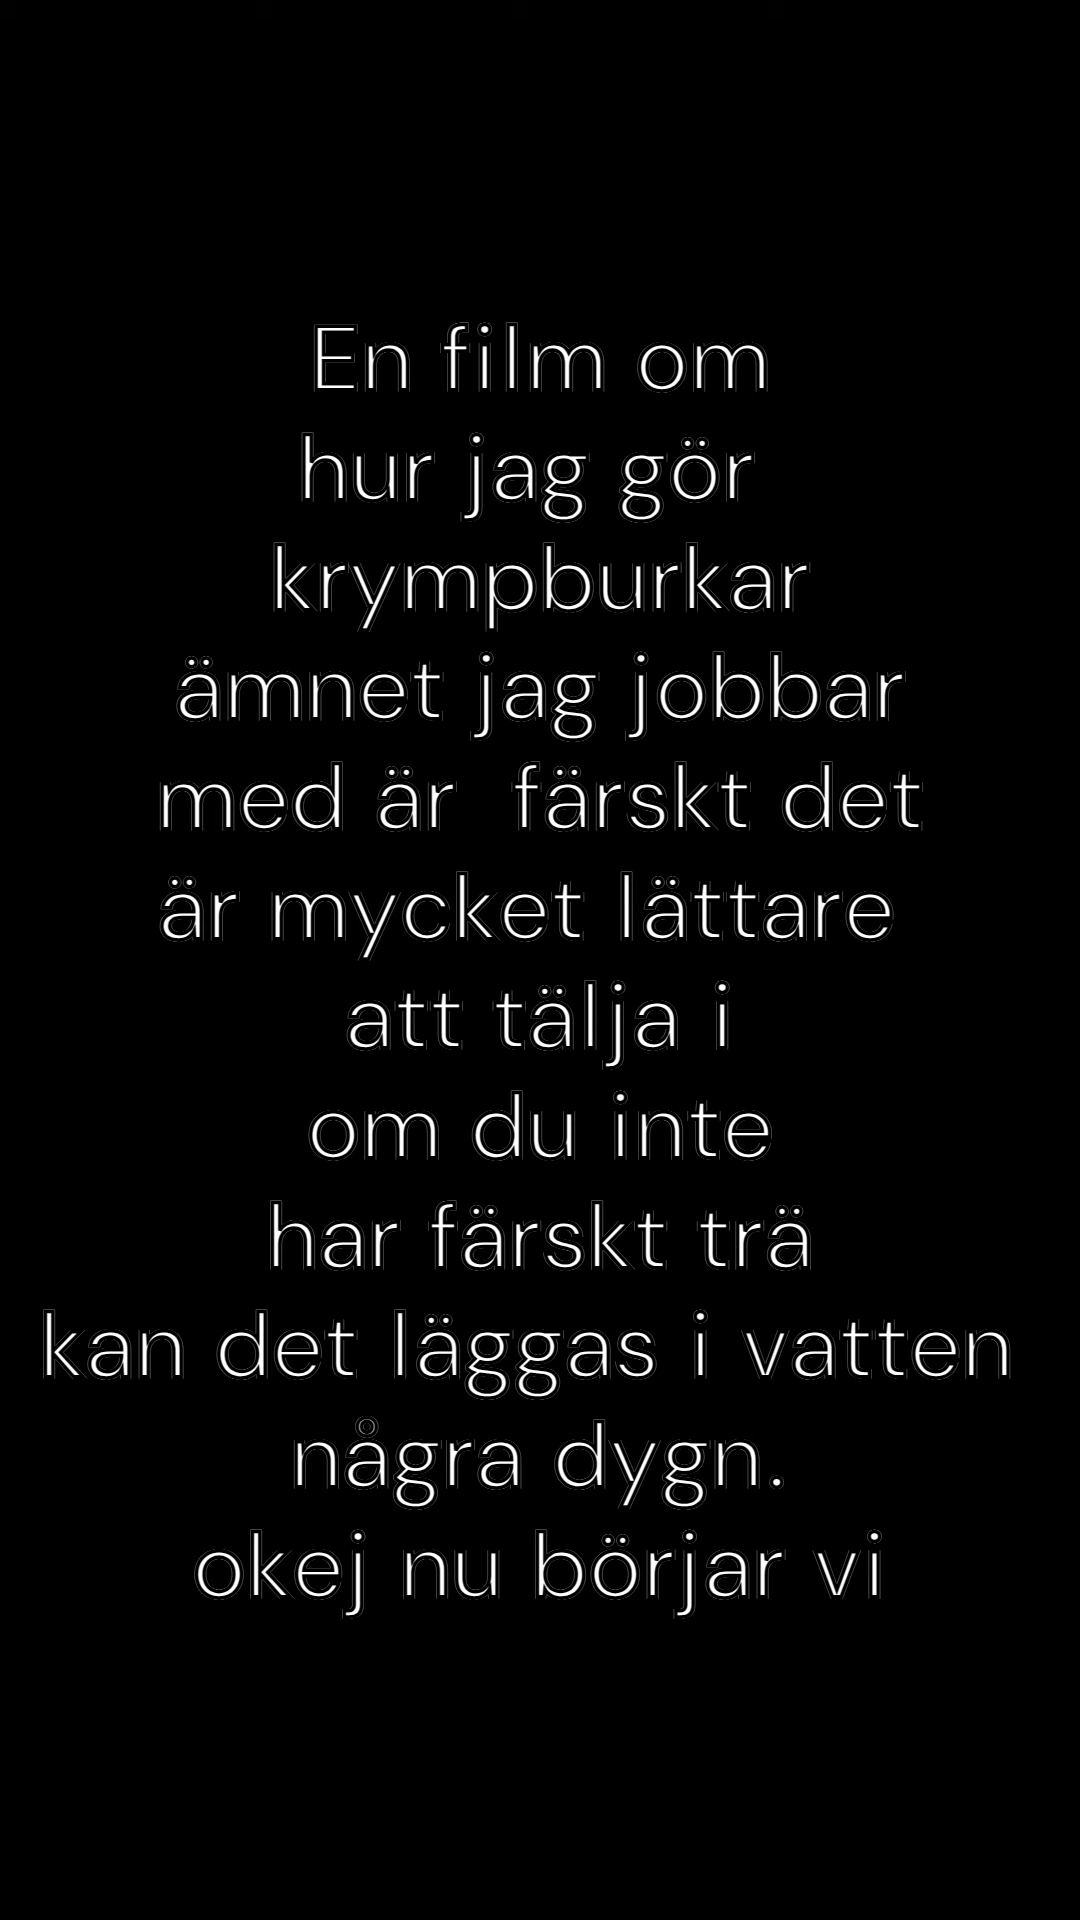 En film om
hur jag gör
krympburkar
ämnet jag jobbar
med är färskt det
är mycket lättare
att tälja i
om du inte
har färskt trä
kan det läggas i vatten
några dygn.
okej nu börjar vi